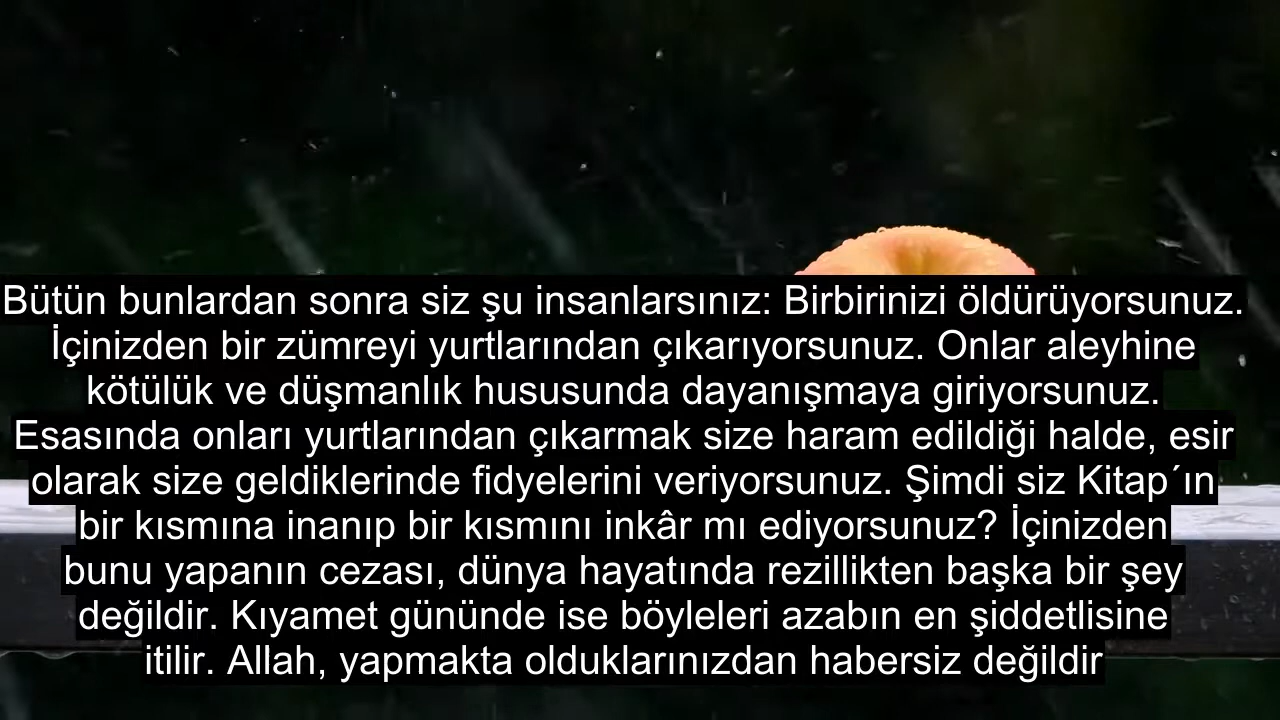 Bütün bunlardan sonra siz şu insanlarsınız: Birbirinizi öldürüyorsunuz.
İçinizden bir zümreyi yurtlarından çıkarıyorsunuz. Onlar aleyhine
kötülük ve düşmanlık hususunda dayanışmaya giriyorsunuz.
Esasında onları yurtlarından çıkarmak size haram edildiği halde, esir
olarak size geldiklerinde fidyelerini veriyorsunuz. Şimdi siz Kitap´ın
bir kısmına inanıp bir kısmını inkâr mı ediyorsunuz? İçinizden
bunu yapanın cezası, dünya hayatında rezillikten başka bir şey
değildir. Kıyamet gününde ise böyleleri azabın en şiddetlisine
itilir. Allah, yapmakta olduklarınızdan habersiz değildir